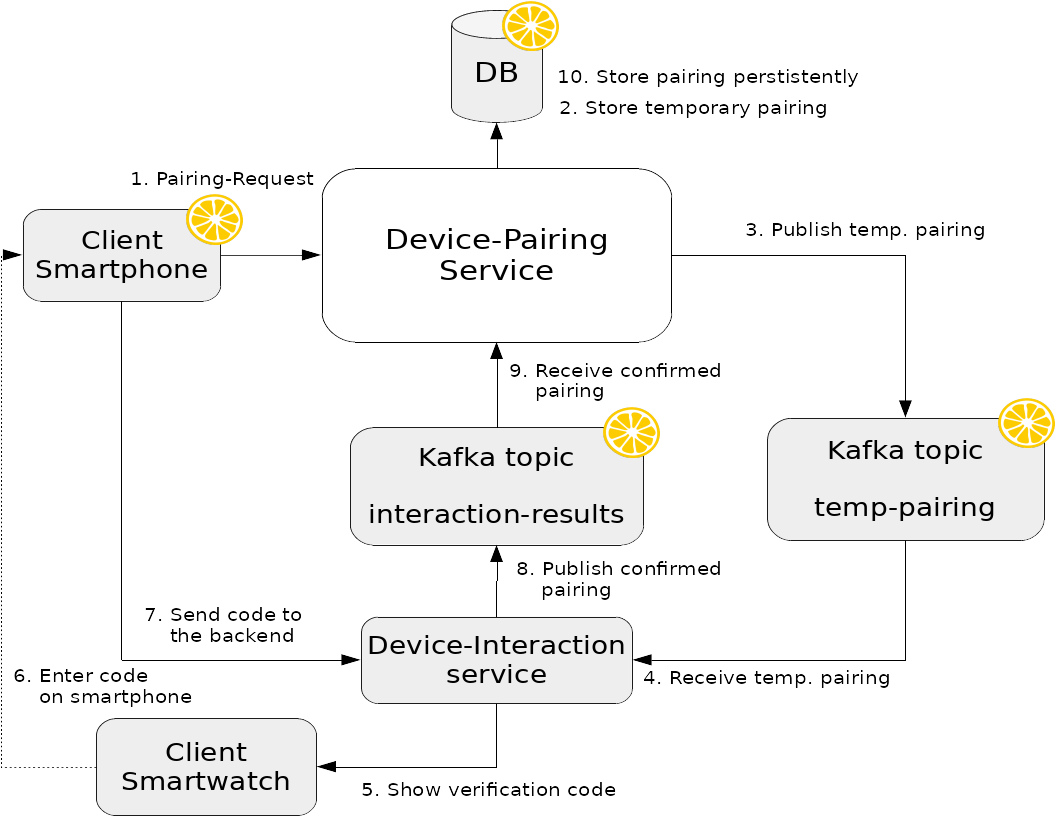 DB
10. Store pairing perstistently
2. Store temporary pairing
1. Pairing-Request
Client
Smartphone
Device-Pairing
Service
3. Publish temp. pairing
9. Receive confirmed
pairing
Kafka topic
interaction-results
Kafka topic
temp-pairing
8. Publish confirmed
pairing
7. Send code to
the backend
Device-Interaction
service
6. Enter code
on smartphone
4. Receive temp. pairing
Client
Smartwatch
5. Show verification code